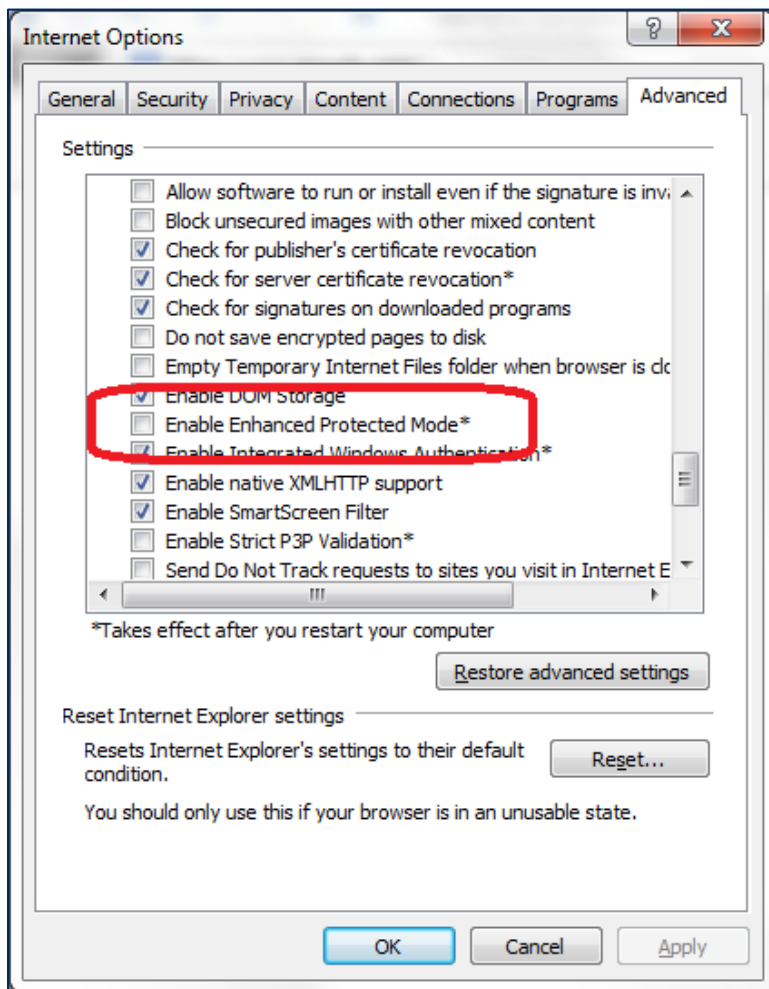 Internet Options
General Security Privacy Content Connections Programs Advanced
Settings
Allow software to run or install even if the signature is inva
Block unsecured images with other mixed content
Check for publisher's certificate revocation
Check for server certificate revocation*
Check for signatures on downloaded programs
Do not save encrypted pages to disk
Empty Temporary Internet Files folder when browser is clo
Enable DOM Storage
Enable Enhanced Protected Mode*
Enable Integrated Windows Authentication*
Enable native XMLHTTP support
Enable SmartScreen Filter
Enable Strict P3P Validation*
Send Do Not Track requests to sites you visit in Internet E
*Takes effect after you restart your computer
Restore advanced settings
Reset Internet Explorer settings
Resets Internet Explorer's settings to their default
condition.
Reset...
You should only use this if your browser is in an unusable state.
OK Cancel Apply